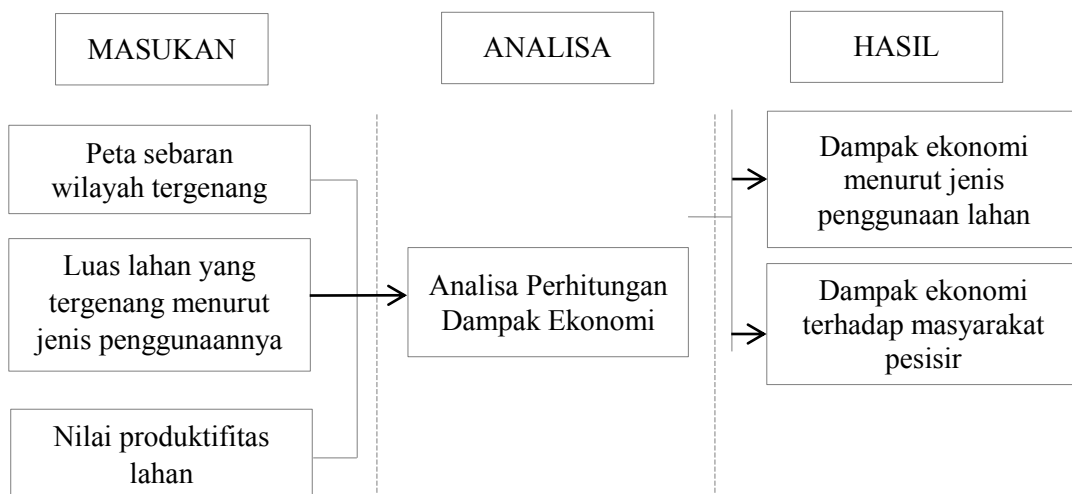 MASUKAN
ANALISA
HASIL
Peta sebaran
wilayah tergenang
Luas lahan yang
tergenang menurut
jenis penggunaannya
Nilai produktifitas
lahan
Analisa Perhitungan
Dampak Ekonomi
Dampak ekonomi
menurut jenis
penggunaan lahan
Dampak ekonomi
terhadap masyarakat
pesisir